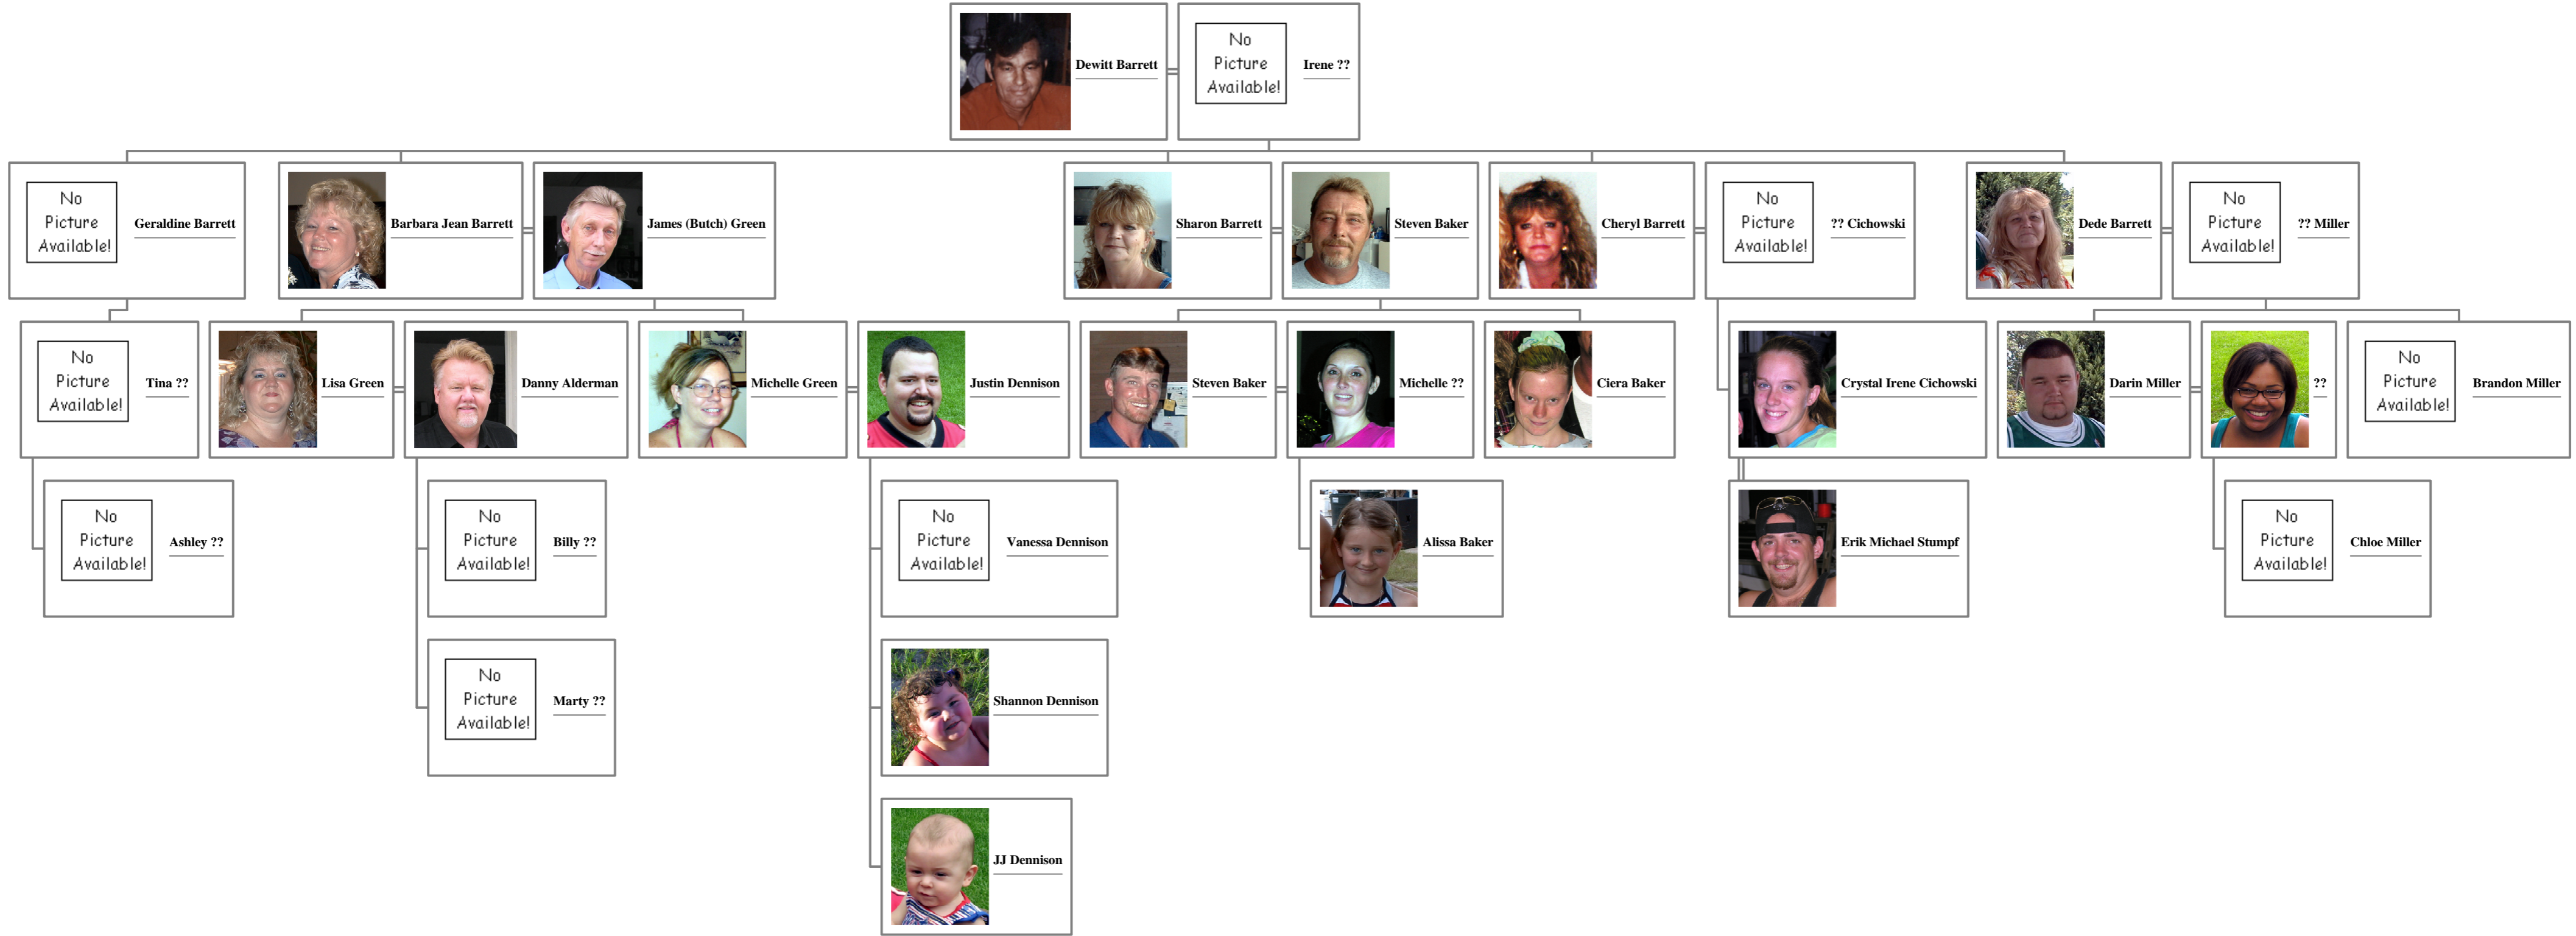 Dewitt Barrett
No
Picture
Available!
Irene ??
No
Picture
Available!
Geraldine Barrett
Barbara Jean Barrett
James (Butch) Green
Sharon Barrett
Steven Baker
Cheryl Barrett
No
Picture
Available!
?? Cichowski
Dede Barrett
No
Picture
Available!
?? Miller
No
Picture
Available!
Tina ??
Lisa Green
Danny Alderman
Michelle Green
Justin Dennison
Steven Baker
Michelle ??
Ciera Baker
Crystal Irene Cichowski
Darin Miller
??
No
Picture
Available!
Brandon Miller
No
Picture
Available!
Ashley ??
No
Picture
Available!
Billy ??
No
Picture
Available!
Vanessa Dennison
Alissa Baker
Erik Michael Stumpf
No
Picture
Available!
Chloe Miller
No
Picture
Available!
Marty ??
Shannon Dennison
JJ Dennison